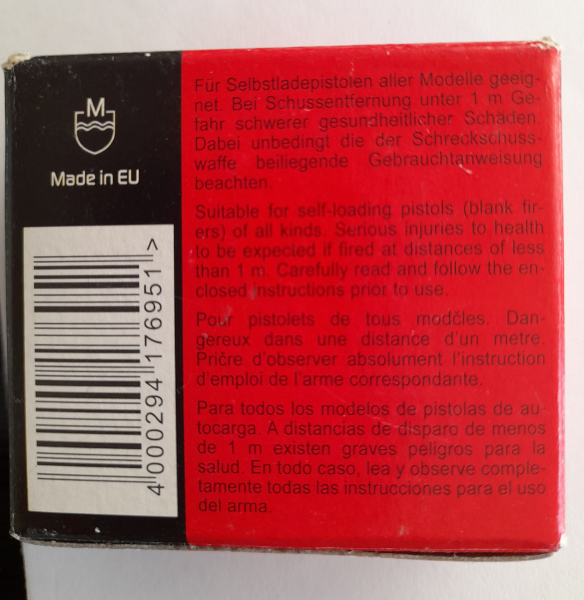 M
Made in EU
4 000294 176951 >
Für Selbstladepistolen aller Modelle geeig-
net. Bei Schussentfernung unter 1 m Ge-
fahr schwerer gesundheitlicher Schäden.
Dabei unbedingt die der Schreckschuss-
waffe beiliegende Gebrauchtanweisung
beachten.
Suitable for self-loading pistols (blank fir-
ers) of all kinds. Serious injuries to health
to be expected if fired at distances of less
than 1 m. Carefully read and follow the en-
closed instructions prior to use.
Pour pistolets de tous modčles. Dan-
gereux dans une distance d'un metre.
Pričre d'observer absolument l'instruction
d'emploi de l'arme correspondante.
Para todos los modelos de pistolas de au-
tocarga. A distancias de disparo de menos
de 1 m existen graves peligros para la
salud. En todo caso, lea y observe comple-
tamente todas las instrucciones para el uso
del arma.